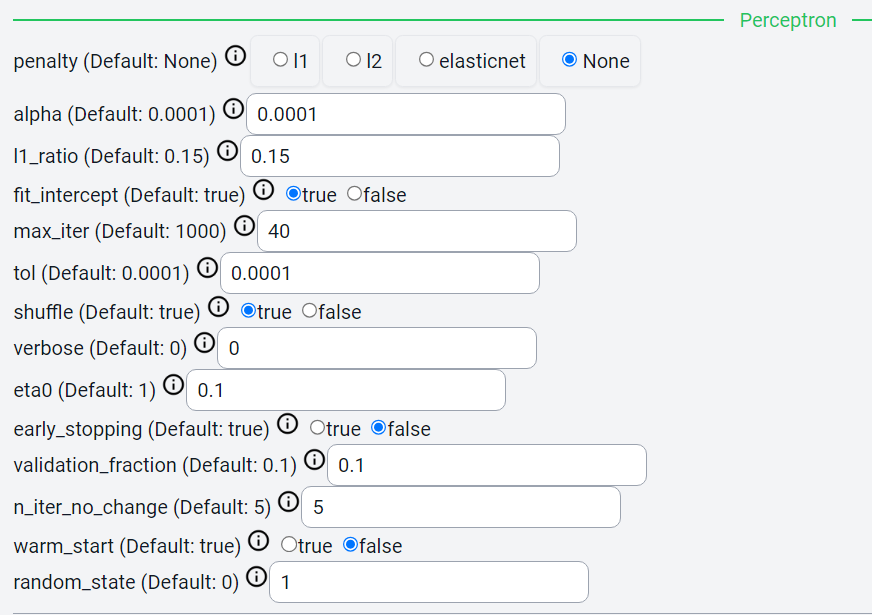 Perceptron
penalty (Default: None) l1 l2 elasticnet None
alpha (Default: 0.0001) 0.0001
l1_ratio (Default: 0.15) 0.15
fit_intercept (Default: true) true false
max_iter (Default: 1000) 40
tol (Default: 0.0001) 0.0001
shuffle (Default: true) true false
verbose (Default: 0) 0
eta0 (Default: 1) 0.1
early_stopping (Default: true) true false
validation_fraction (Default: 0.1) 0.1
n_iter_no_change (Default: 5) 5
warm_start (Default: true) true false
random_state (Default: 0) 1